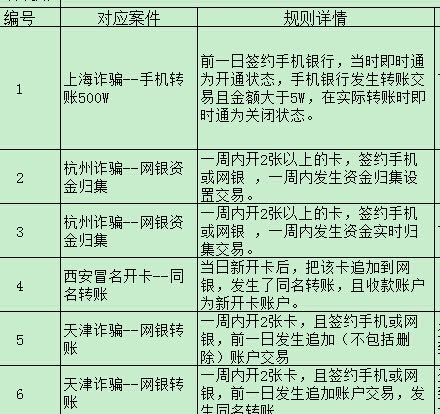 编号 对应案件 规则详情
1
上海诈骗--手机转
账500W
前一日签约手机银行，当时即时通
为开通状态，手机银行发生转账交
易且金额大于5W，在实际转账时即
时通为关闭状态。
2
杭州诈骗--网银资
金归集
一周内开2张以上的卡，签约手机
或网银 ，一周内发生资金归集设
置交易。
3
杭州诈骗--网银资
金归集
一周内开2张以上的卡，签约手机
或网银 ，一周内发生资金实时归
集交易。
4
西安冒名开卡--同
名转账
当日新开卡后，把该卡追加到网
银，发生了同名转账，且收款账户
为新开卡账户。
5
天津诈骗--网银转
账
一周内开2张卡，且签约手机或网
银，前一日发生追加（不包括删
除）账户交易
6
天津诈骗--网银转
账
一周内开2张卡，且签约手机或网
银，前一日发生追加账户交易，发
生同名转账